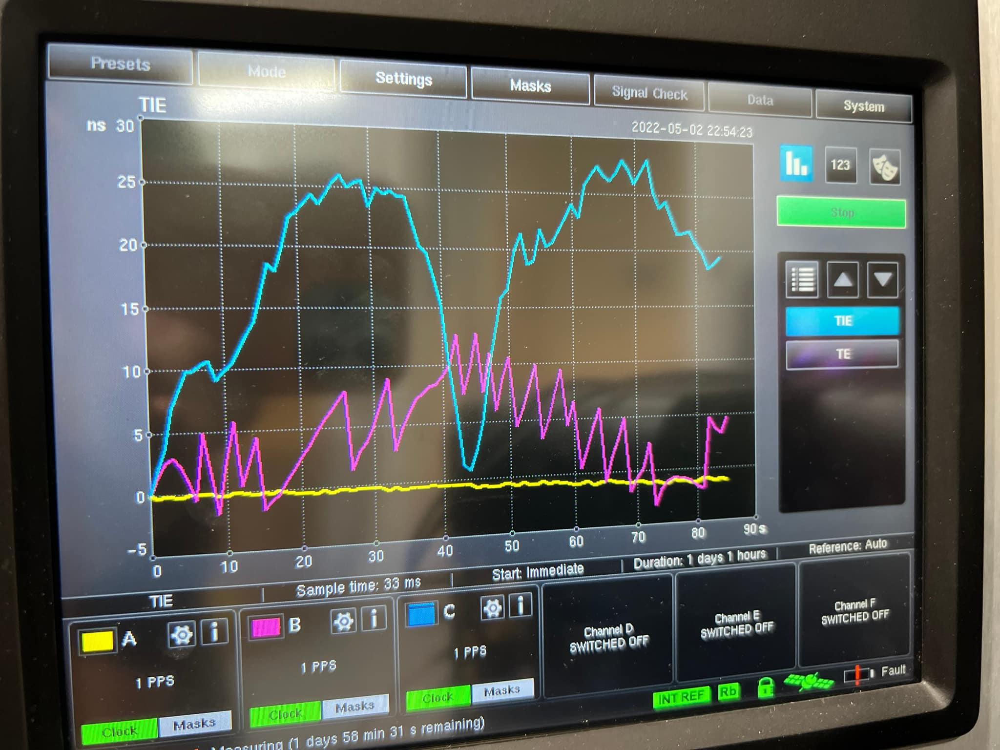 Presets
Mode
Settings
Masks
Signal Check
Data
System
TIE
2022-05-02 22:54:23
ns 30
25
20
15
10
5
0
-5
0
10
20
30
40
50
60
70
80
90 s
123
Stop
TIE
TE
TIE
Sample time: 33 ms
Start: Immediate
Duration: 1 days 1 hours
Reference: Auto
A
1 PPS
Clock
Masks
B
1 PPS
Clock
Masks
C
1 PPS
Clock
Masks
Channel D
SWITCHED OFF
Channel E
SWITCHED OFF
Channel F
SWITCHED OFF
INT REF
Rb
Fault
Measuring (1 days 58 min 31 s remaining)